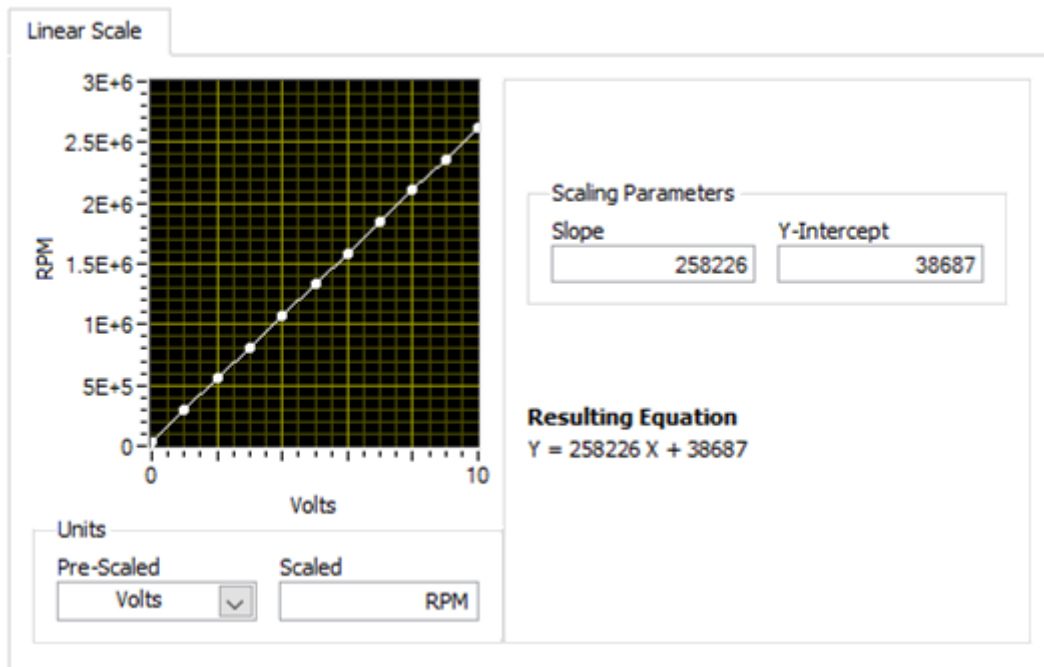 Linear Scale
3E+6
2.5E+6
2E+6
1.5E+6
1E+6
5E+5
0
RPM
0 10
Volts
Scaling Parameters
Slope Y-Intercept
258226 38687
Resulting Equation
Y = 258226 X + 38687
Units
Pre-Scaled Scaled
Volts RPM